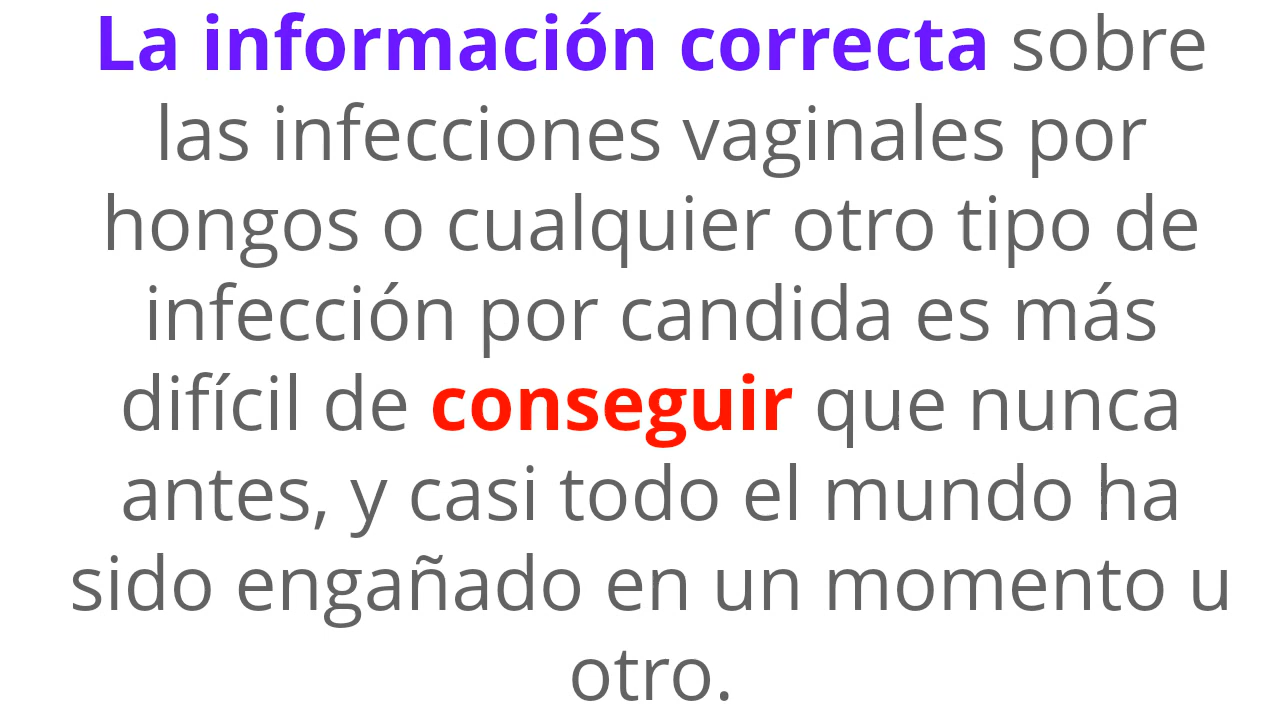 La información correcta sobre
las infecciones vaginales por
hongos o cualquier otro tipo de
infección por candida es más
difícil de conseguir que nunca
antes, y casi todo el mundo ha
sido engañado en un momento u
otro.